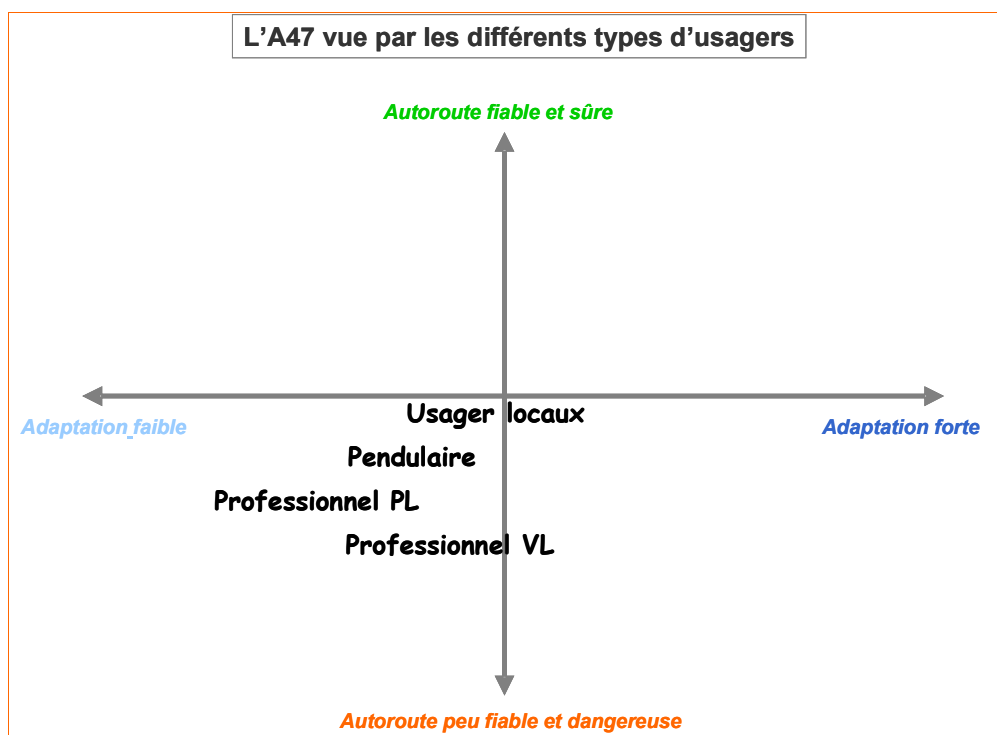 L'A47 vue par les différents types d'usagers
Autoroute fiable et sûre
Usager locaux
Adaptation faible
Adaptation forte
Pendulaire
Professionnel PL
Professionnel VL
Autoroute peu fiable et dangereuse